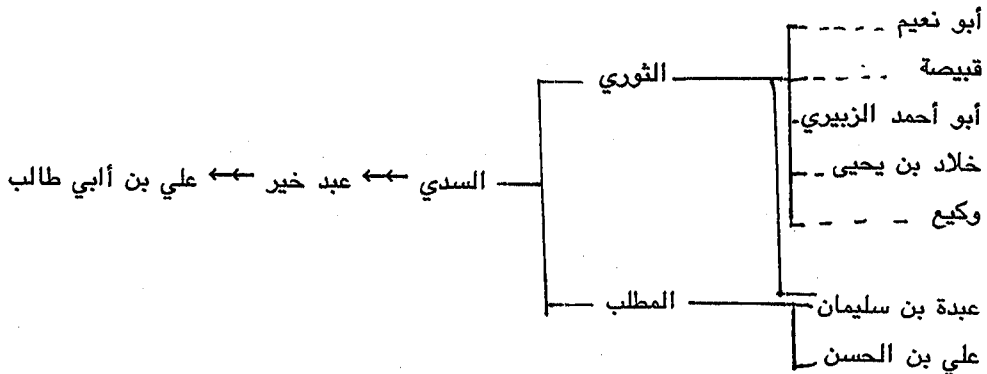 أبو نعيم
قبيصة
الثوري
أبو أحمد الزبيري
خلاد بن يحيى
علي بن ألبي طالب عبد خير السدي
وكيع
المطلب
عبدة بن سليمان
علي بن الحسن